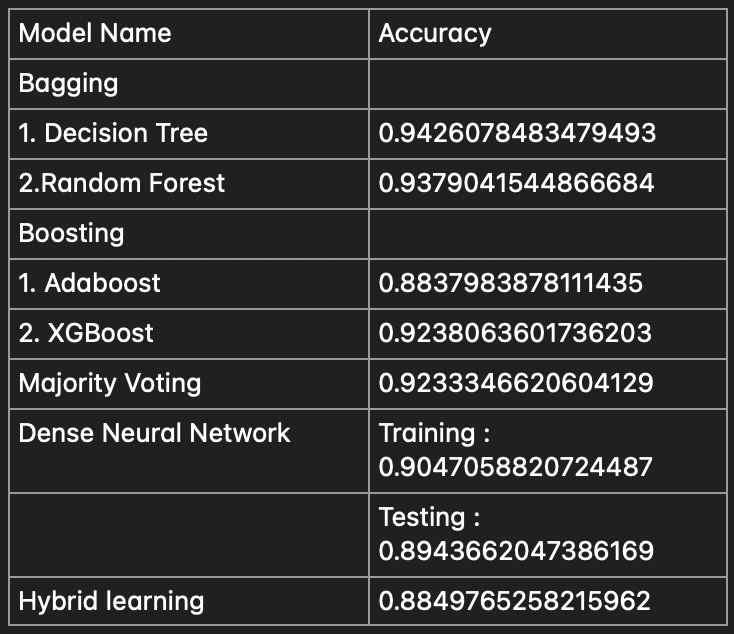 Model Name Accuracy
Bagging
1. Decision Tree 0.9426078483479493
2.Random Forest 0.9379041544866684
Boosting
1. Adaboost 0.8837983878111435
2. XGBoost 0.9238063601736203
Majority Voting 0.9233346620604129
Dense Neural Network Training :
0.9047058820724487
Testing :
0.8943662047386169
Hybrid learning 0.8849765258215962